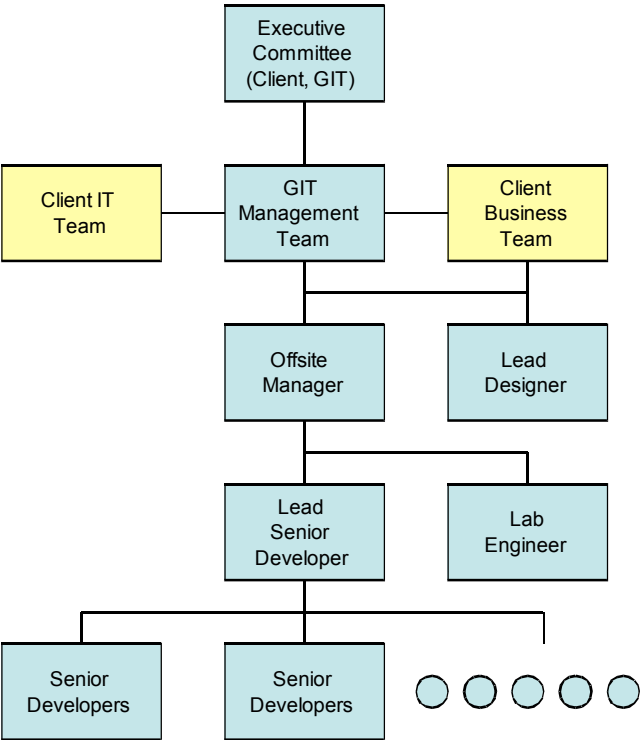 Executive
Committee
(Client, GIT)
Client IT
Team
GIT
Management
Team
Client
Business
Team
Offsite
Manager
Lead
Designer
Lead
Senior
Developer
Lab
Engineer
Senior
Developers
Senior
Developers